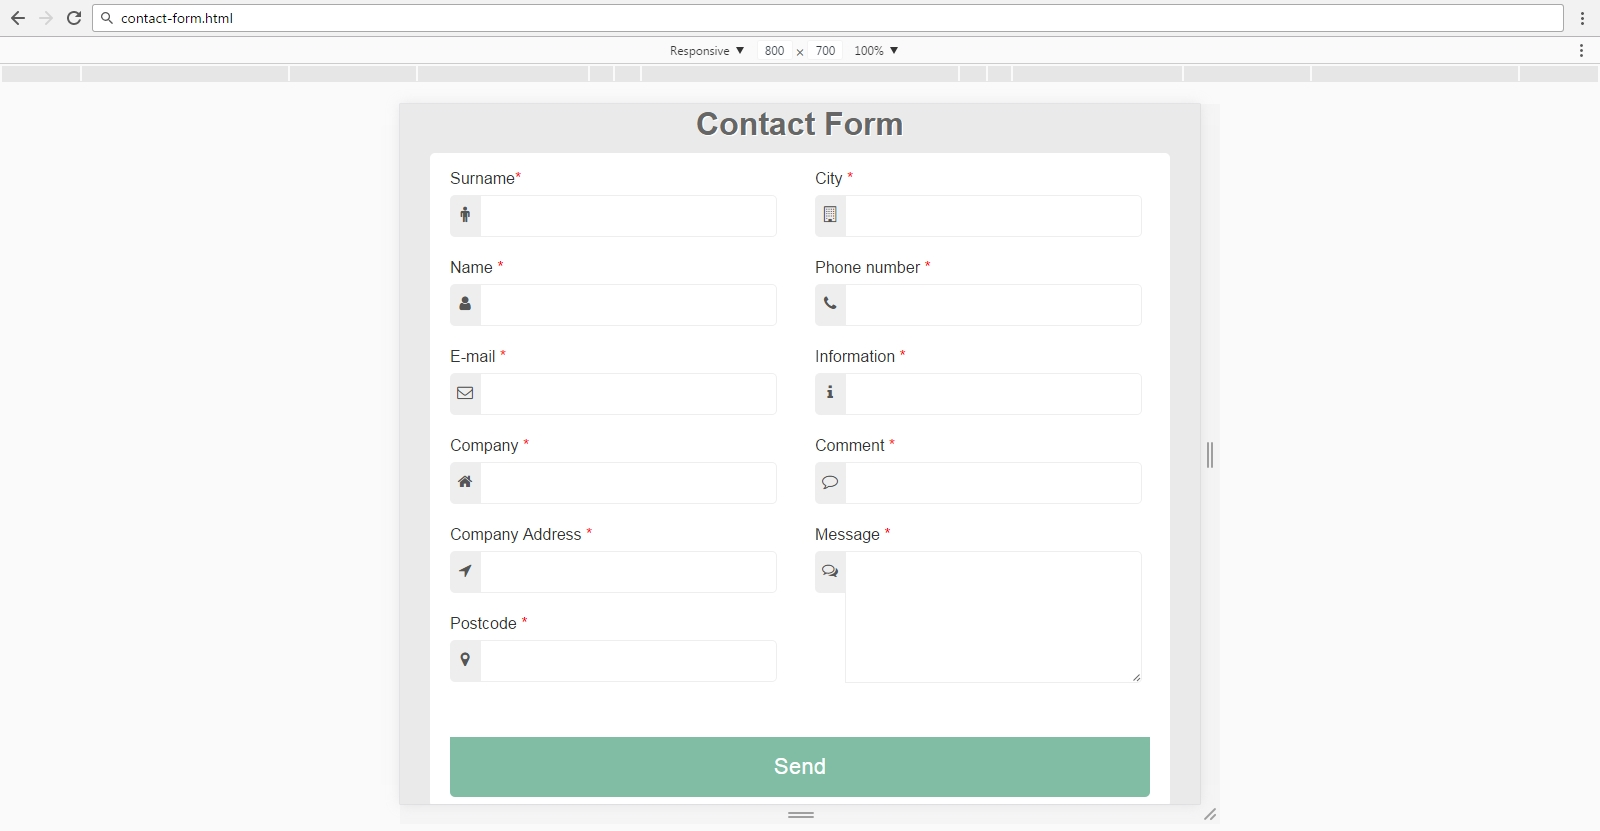 contact-form.html
Responsive ▼ 800 × 700 100% ▼
Contact Form
Surname*
City *
Name *
Phone number *
E-mail *
Information *
Company *
Comment *
Company Address *
Message *
Postcode *
Send